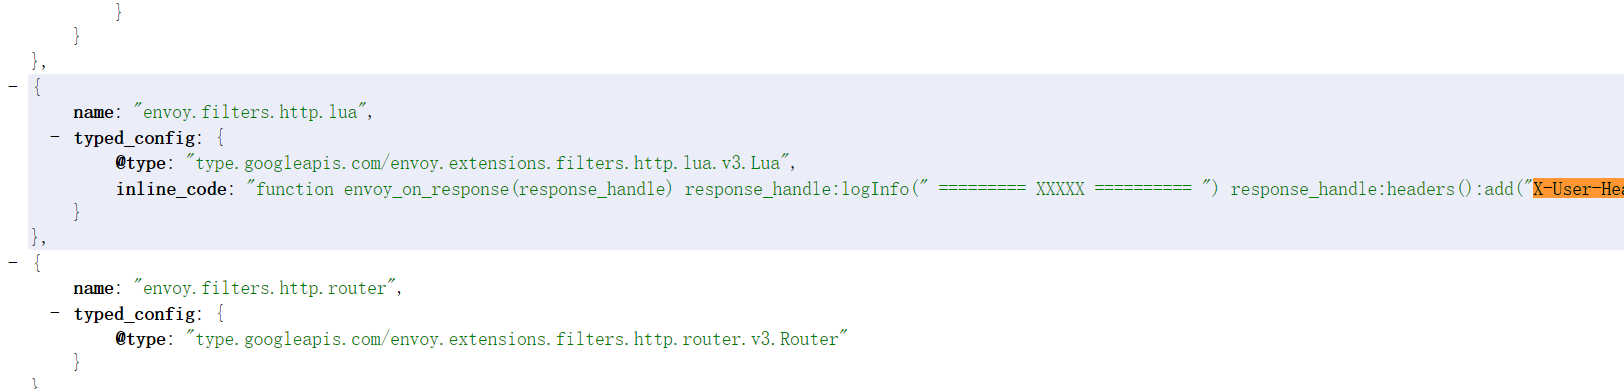 }
}
},
- {
name: "envoy.filters.http.lua",
- typed_config: {
@type: "type.googleapis.com/envoy.extensions.filters.http.lua.v3.Lua",
inline_code: "function envoy_on_response(response_handle) response_handle:logInfo(" ========= XXXXX ========== ") response_handle:headers():add("X-User-Hea
}
},
- {
name: "envoy.filters.http.router",
- typed_config: {
@type: "type.googleapis.com/envoy.extensions.filters.http.router.v3.Router"
}
}